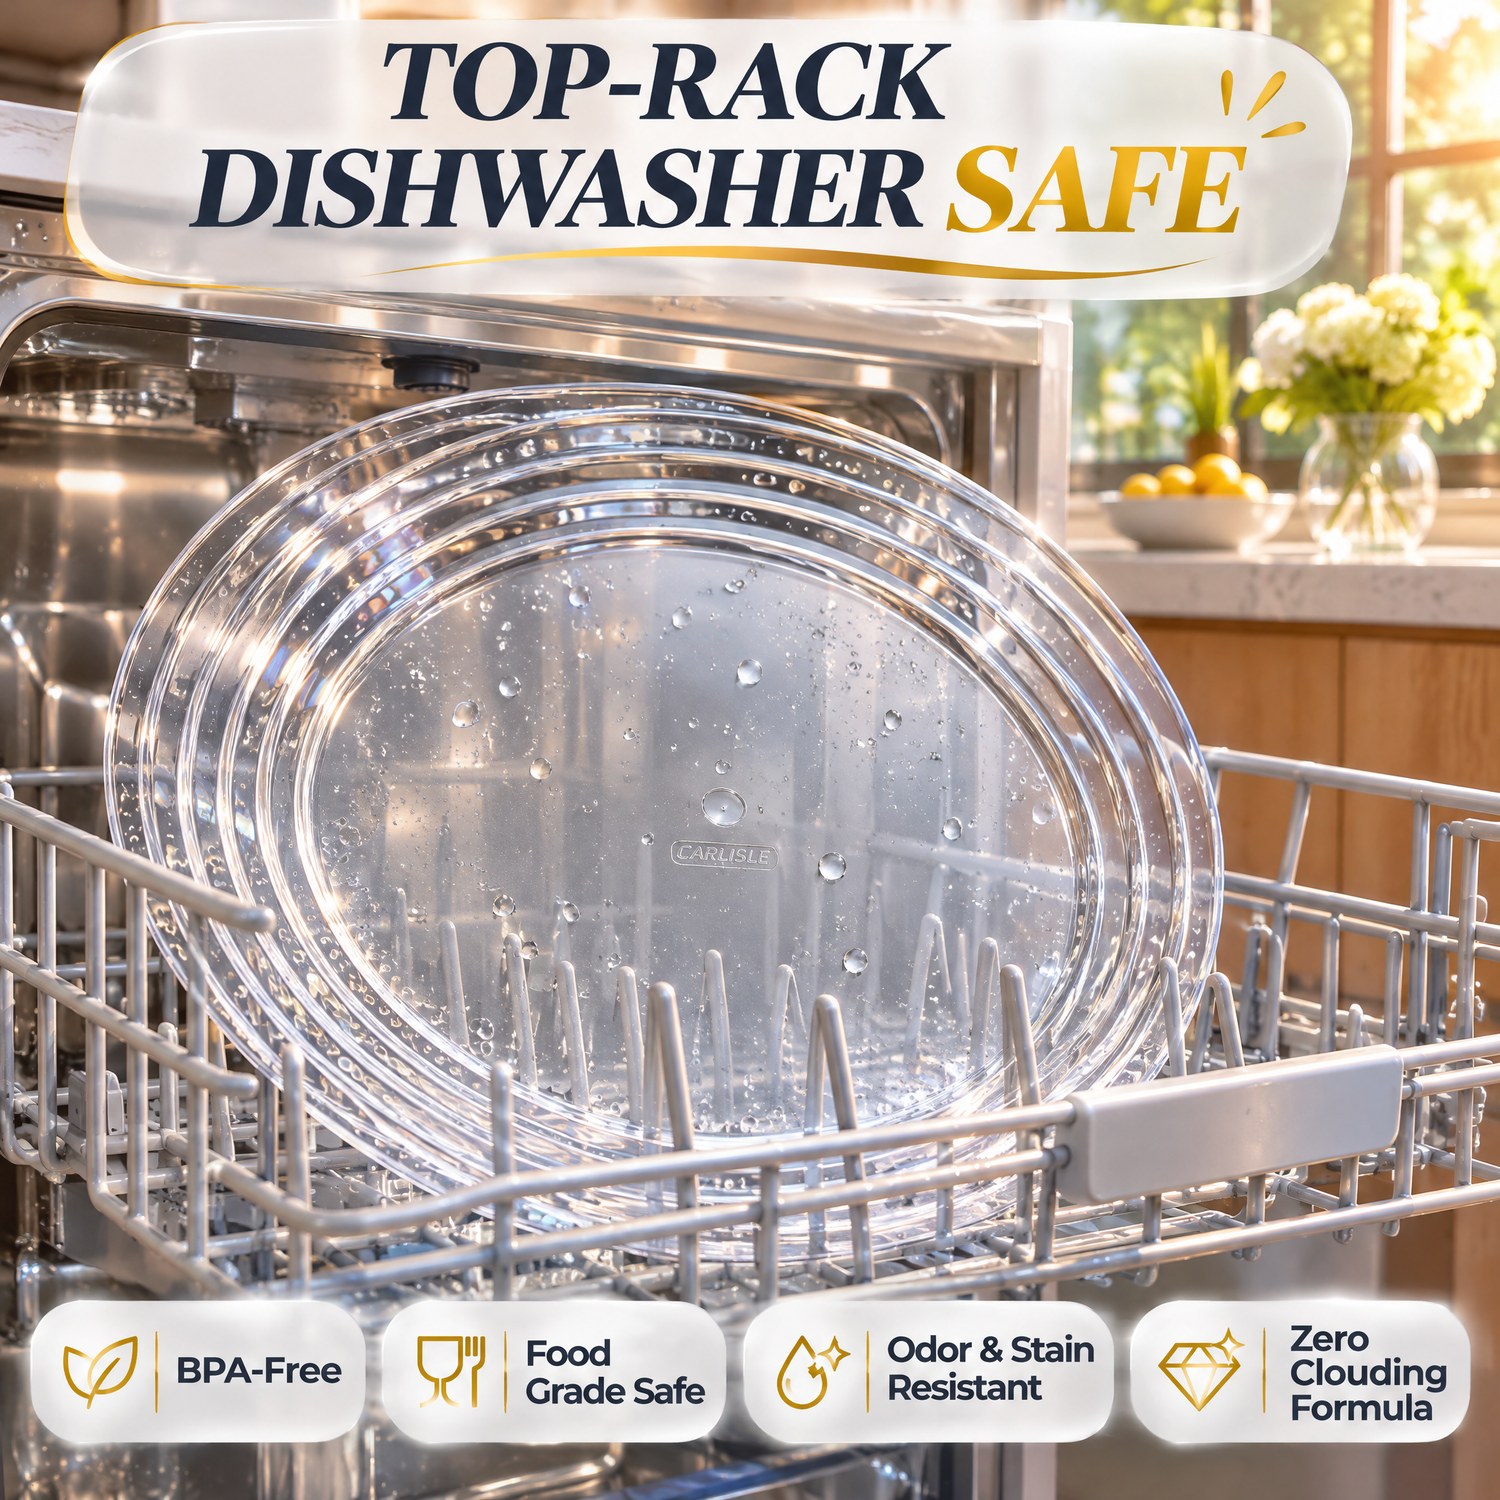 TOP-RACK
DISHWASHER SAFE
CARLISLE
BPA-Free
Food
Grade Safe
Odor & Stain
Resistant
Zero
Clouding
Formula